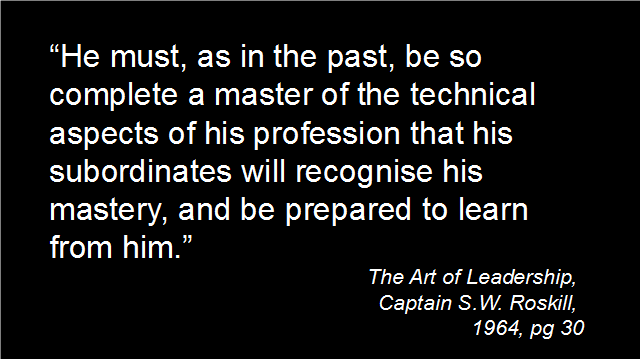 “He must, as in the past, be so
complete a master of the technical
aspects of his profession that his
subordinates will recognise his
mastery, and be prepared to learn
from him.”
The Art of Leadership,
Captain S.W. Roskill,
1964, pg 30